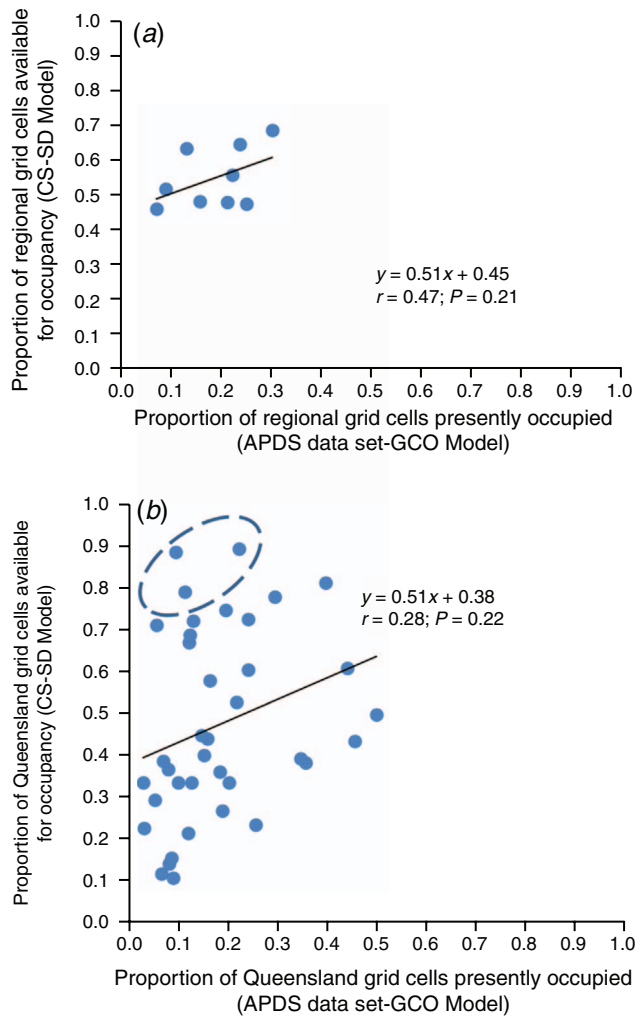 (a)
Proportion of regional grid cells available
for occupancy (CS-SD Model)
1.0
0.9
0.8
0.7
0.6
0.5
0.4
0.3
0.2
0.1
0.0
y = 0.51x + 0.45
r = 0.47; P = 0.21
0.0 0.1 0.2 0.3 0.4 0.5 0.6 0.7 0.8 0.9 1.0
Proportion of regional grid cells presently occupied
(APDS data set-GCO Model)
(b)
Proportion of Queensland grid cells available
for occupancy (CS-SD Model)
1.0
0.9
0.8
0.7
0.6
0.5
0.4
0.3
0.2
0.1
0.0
y = 0.51x + 0.38
r = 0.28; P = 0.22
0.0 0.1 0.2 0.3 0.4 0.5 0.6 0.7 0.8 0.9 1.0
Proportion of Queensland grid cells presently occupied
(APDS data set-GCO Model)